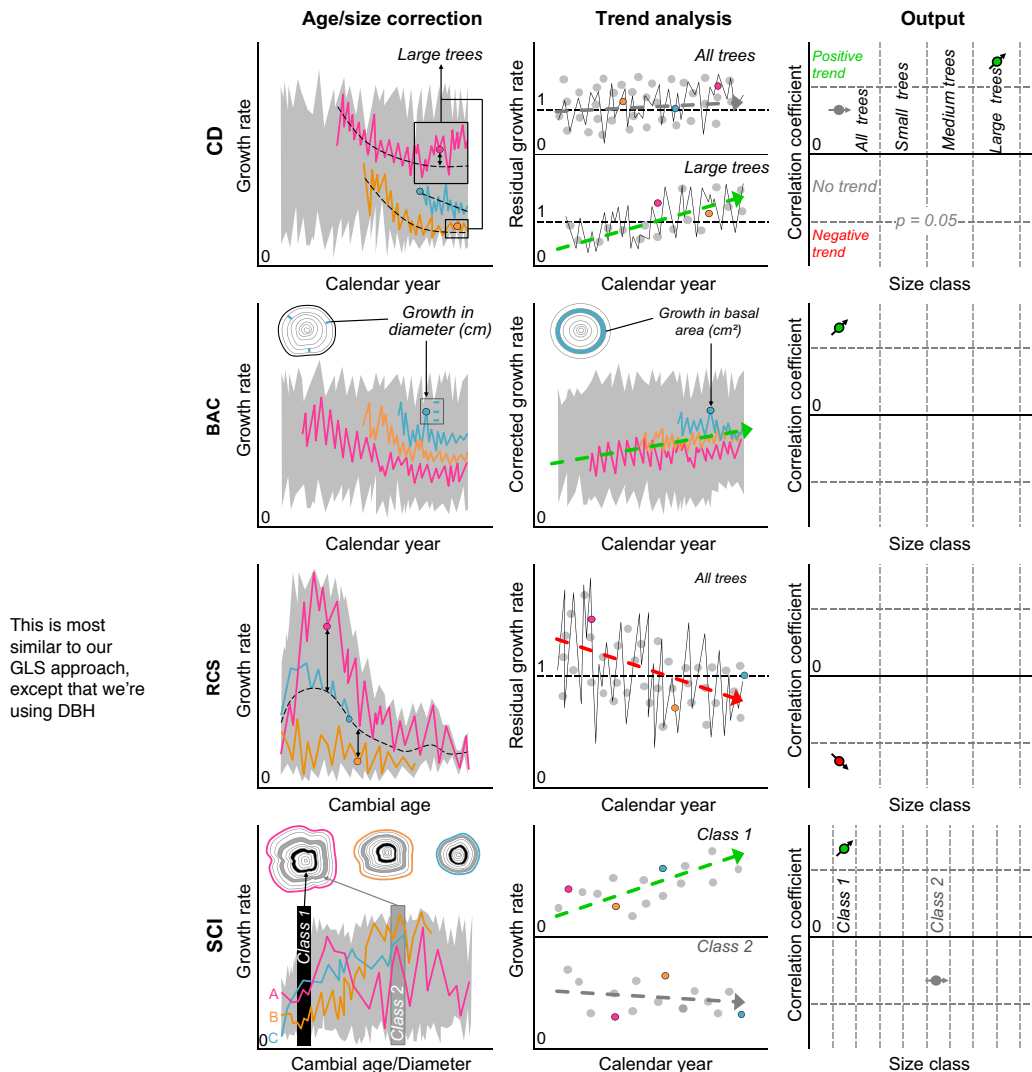 Age/size correction
Trend analysis
Output
CD
Growth rate
0
Large trees
Calendar year
Residual growth rate
All trees
1
0
Large trees
1
0
Calendar year
Correlation coefficient
Positive
trend
0
All trees
Small trees
Medium trees
Large trees
No trend
p = 0.05
Negative
trend
Size class
BAC
Growth rate
0
Growth in
diameter (cm)
Calendar year
Corrected growth rate
0
Growth in basal
area (cm²)
Calendar year
Correlation coefficient
0
Size class
This is most
similar to our
GLS approach,
except that we’re
using DBH
RCS
Growth rate
0
Cambial age
Residual growth rate
All trees
1
0
Calendar year
Correlation coefficient
0
Size class
SCI
Growth rate
Class 1
Class 2
A
B
C
0
Cambial age/Diameter
Growth rate
Class 1
0
Class 2
0
Calendar year
Correlation coefficient
0
Class 1
Class 2
Size class